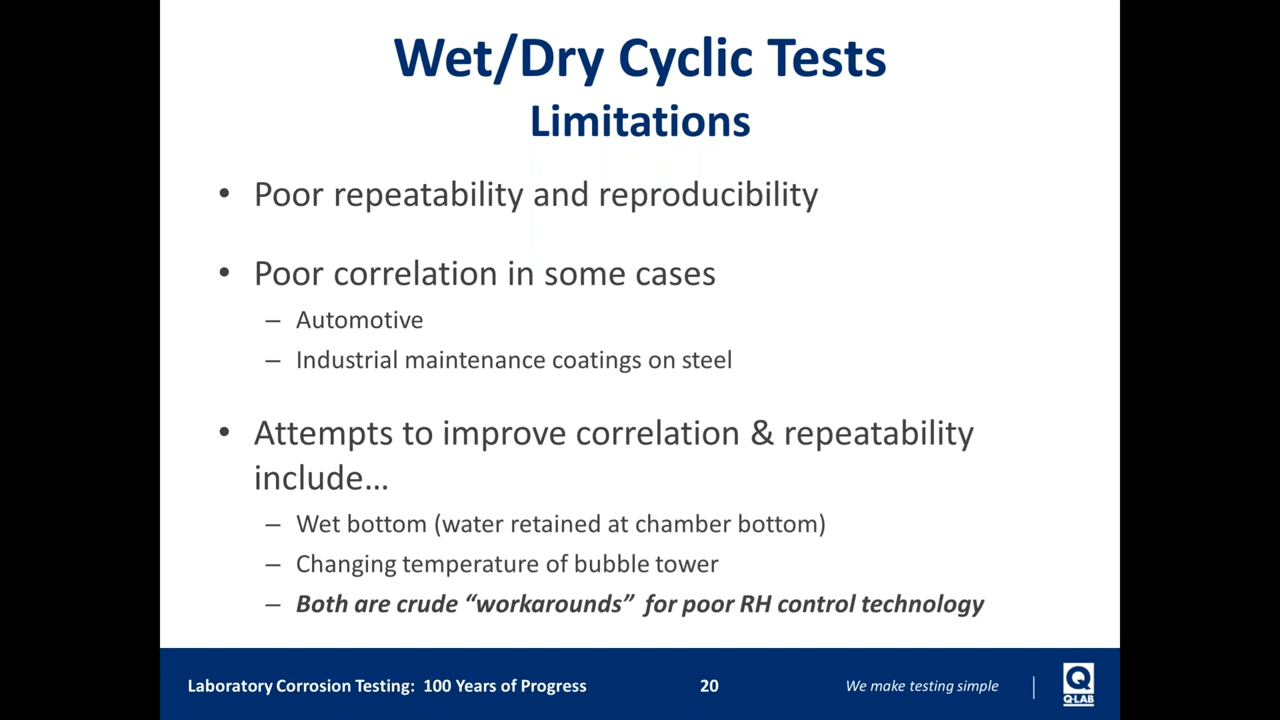 Wet/Dry Cyclic Tests
Limitations
• Poor repeatability and reproducibility
• Poor correlation in some cases
– Automotive
– Industrial maintenance coatings on steel
• Attempts to improve correlation & repeatability
include…
– Wet bottom (water retained at chamber bottom)
– Changing temperature of bubble tower
– Both are crude “workarounds” for poor RH control technology
Laboratory Corrosion Testing: 100 Years of Progress
20
We make testing simple
Q
Q-LAB